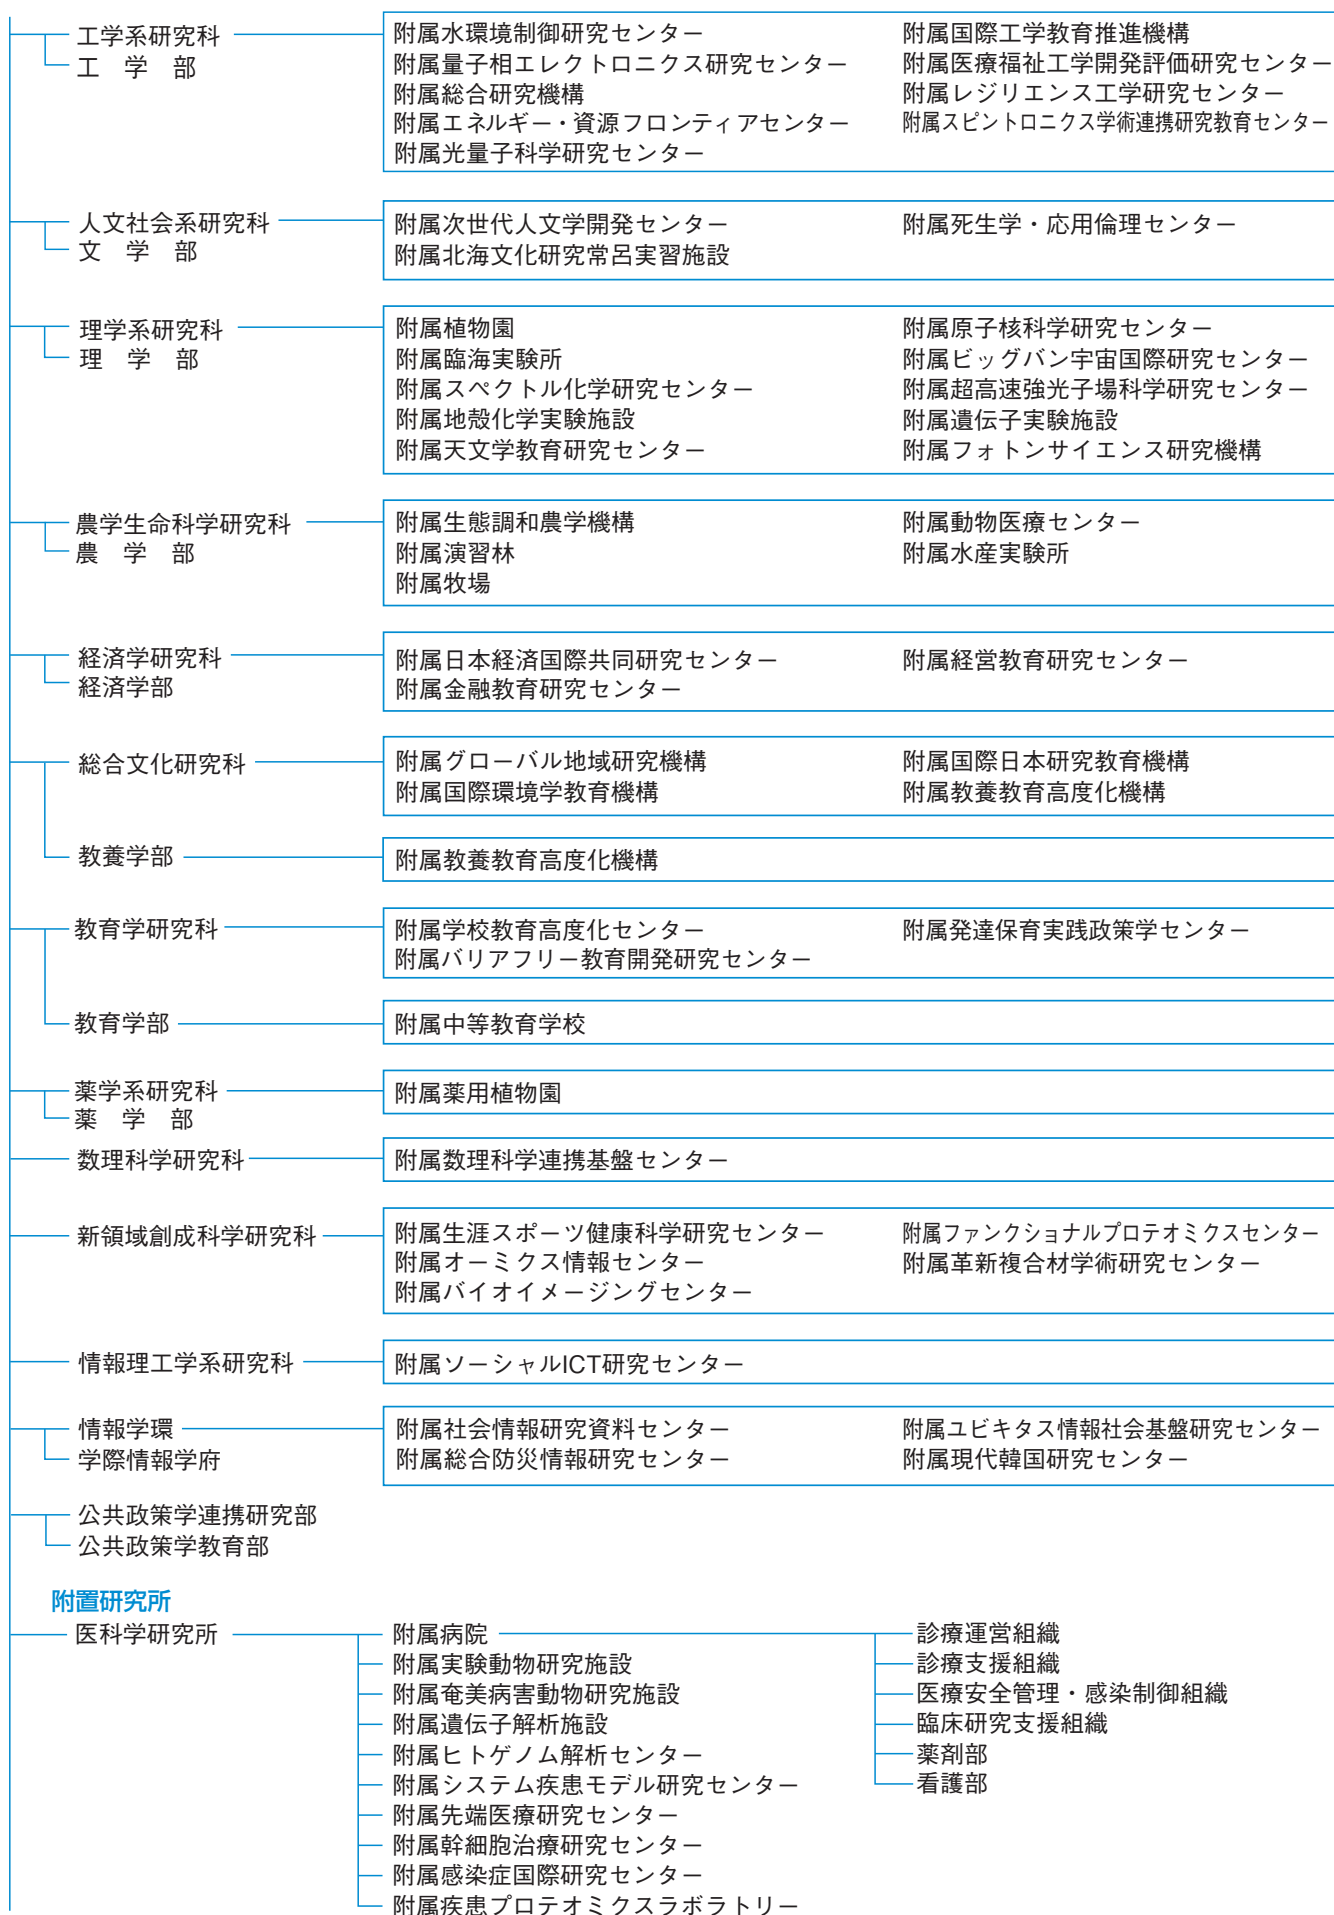 工学系研究科
工　学　部
附属水環境制御研究センター
附属量子相エレクトロニクス研究センター
附属総合研究機構
附属エネルギー・資源フロンティアセンター
附属光量子科学研究センター
附属国際工学教育推進機構
附属医療福祉工学開発評価研究センター
附属レジリエンス工学研究センター
附属スピントロニクス学術連携研究教育センター
人文社会系研究科
文　学　部
附属次世代人文学開発センター
附属北海文化研究常呂実習施設
附属死生学・応用倫理センター
理学系研究科
理　学　部
附属植物園
附属臨海実験所
附属スペクトル化学研究センター
附属地殻化学実験施設
附属天文学教育研究センター
附属原子核科学研究センター
附属ビッグバン宇宙国際研究センター
附属超高速強光子場科学研究センター
附属遺伝子実験施設
附属フォトンサイエンス研究機構
農学生命科学研究科
農　学　部
附属生態調和農学機構
附属演習林
附属牧場
附属動物医療センター
附属水産実験所
経済学研究科
経済学部
附属日本経済国際共同研究センター
附属金融教育研究センター
附属経営教育研究センター
総合文化研究科
附属グローバル地域研究機構
附属国際環境学教育機構
附属国際日本研究教育機構
附属教養教育高度化機構
教養学部
附属教養教育高度化機構
教育学研究科
附属学校教育高度化センター
附属バリアフリー教育開発研究センター
附属発達保育実践政策学センター
教育学部
附属中等教育学校
薬学系研究科
薬　学　部
附属薬用植物園
数理科学研究科
附属数理科学連携基盤センター
新領域創成科学研究科
附属生涯スポーツ健康科学研究センター
附属オーミクス情報センター
附属バイオイメージングセンター
附属ファンクショナルプロテオミクスセンター
附属革新複合材学術研究センター
情報理工学系研究科
附属ソーシャルICT研究センター
情報学環
学際情報学府
附属社会情報研究資料センター
附属総合防災情報研究センター
附属ユビキタス情報社会基盤研究センター
附属現代韓国研究センター
公共政策学連携研究部
公共政策学教育部
附置研究所
医科学研究所
附属病院
附属実験動物研究施設
附属奄美病害動物研究施設
附属遺伝子解析施設
附属ヒトゲノム解析センター
附属システム疾患モデル研究センター
附属先端医療研究センター
附属幹細胞治療研究センター
附属感染症国際研究センター
附属疾患プロテオミクスラボラトリー
診療運営組織
診療支援組織
医療安全管理・感染制御組織
臨床研究支援組織
薬剤部
看護部